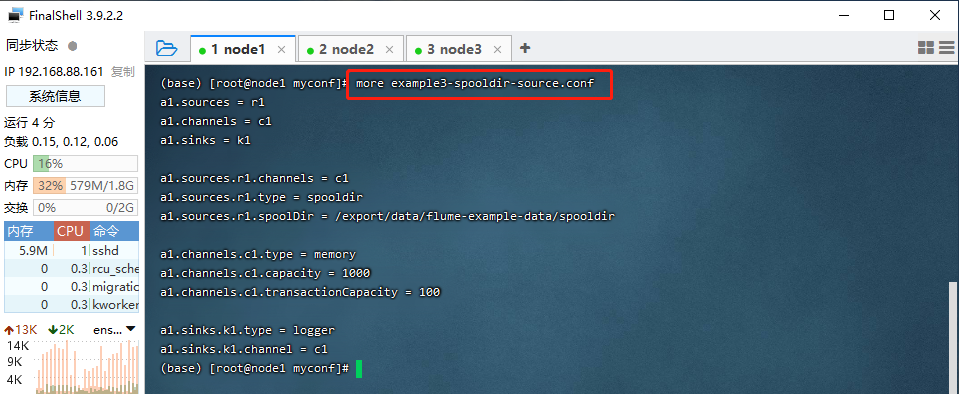 FinalShell 3.9.2.2
同步状态
IP 192.168.88.161 复制
系统信息
运行 4 分
负载 0.15, 0.12, 0.06
CPU 16%
内存 32% 579M/1.8G
交换 0% 0/2G
内存 CPU 命令
5.9M 1 sshd
0 0.3 rcu_sche
0 0.3 migratio
0 0.3 kworker
13K 2K ens...
14K
9K
4K
1 node1
2 node2
3 node3
(base) [root@node1 myconf]# more example3-spooldir-source.conf
a1.sources = r1
a1.channels = c1
a1.sinks = k1
a1.sources.r1.channels = c1
a1.sources.r1.type = spooldir
a1.sources.r1.spoolDir = /export/data/flume-example-data/spooldir
a1.channels.c1.type = memory
a1.channels.c1.capacity = 1000
a1.channels.c1.transactionCapacity = 100
a1.sinks.k1.type = logger
a1.sinks.k1.channel = c1
(base) [root@node1 myconf]#